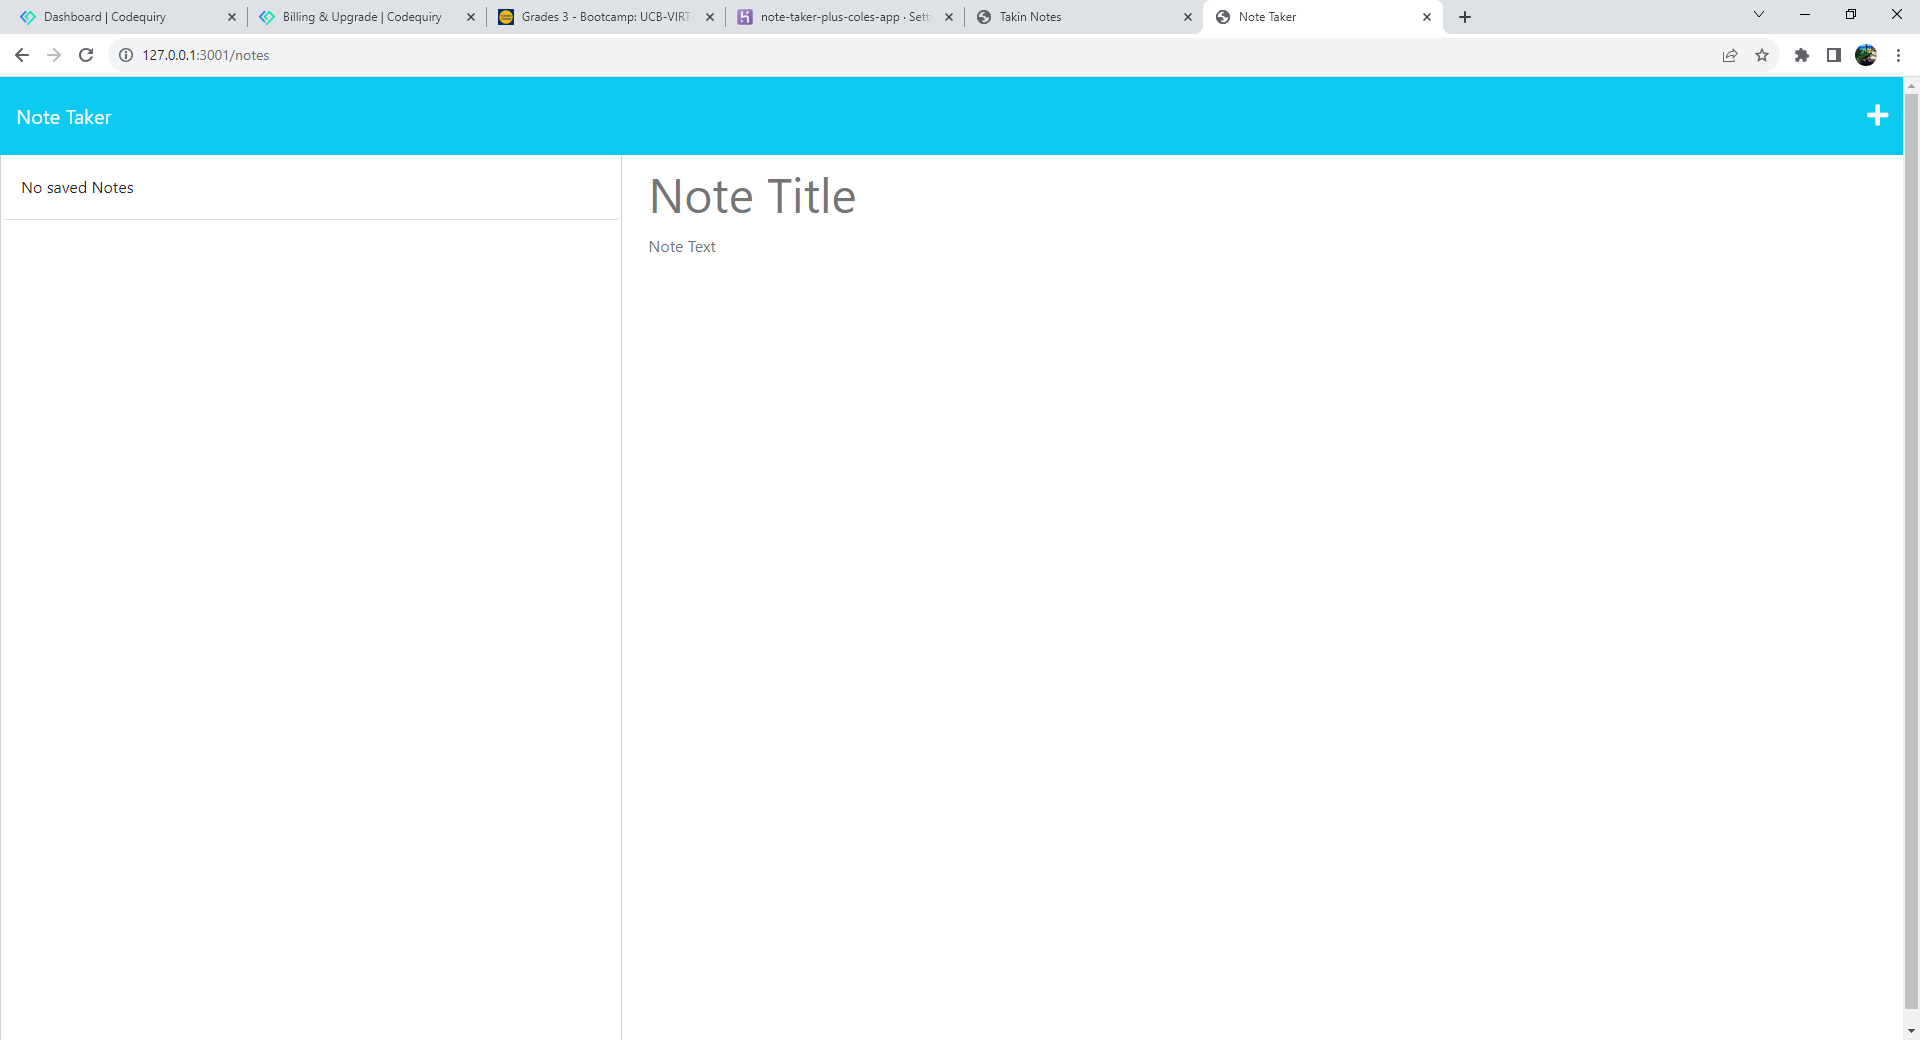 Dashboard | Codequiry
Billing & Upgrade | Codequiry
Grades 3 - Bootcamp: UCB-VIRT
note-taker-plus-coles-app · Sett
Takin Notes
Note Taker
127.0.0.1:3001/notes
Note Taker
No saved Notes
Note Title
Note Text